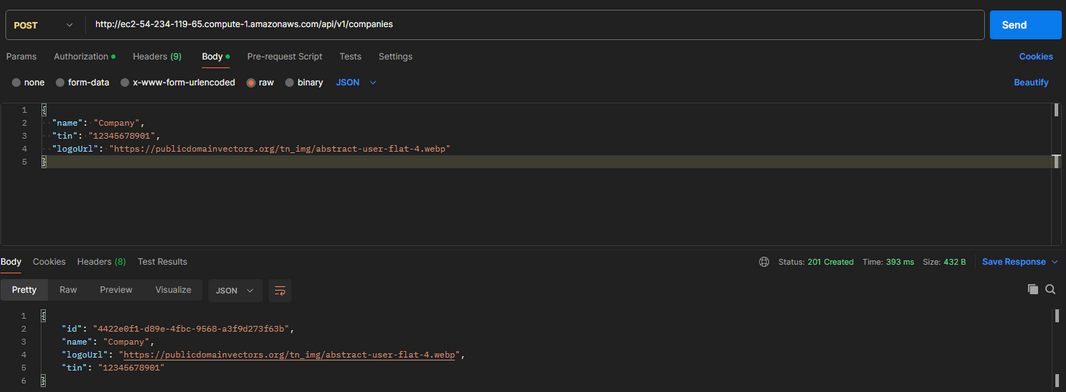 POST http://ec2-54-234-119-65.compute-1.amazonaws.com/api/v1/companies Send
Params Authorization Headers (9) Body Pre-request Script Tests Settings Cookies
none form-data x-www-form-urlencoded raw binary JSON Beautify
1 {
2 "name": "Company",
3 "tin": "12345678901",
4 "logoUrl": "https://publicdomainvectors.org/tn_img/abstract-user-flat-4.webp"
5 }
Body Cookies Headers (8) Test Results Status: 201 Created Time: 393 ms Size: 432 B Save Response
Pretty Raw Preview Visualize JSON
1 {
2 "id": "4422e0f1-d89e-4fbc-9568-a3f9d273f63b",
3 "name": "Company",
4 "logoUrl": "https://publicdomainvectors.org/tn_img/abstract-user-flat-4.webp",
5 "tin": "12345678901"
6 }